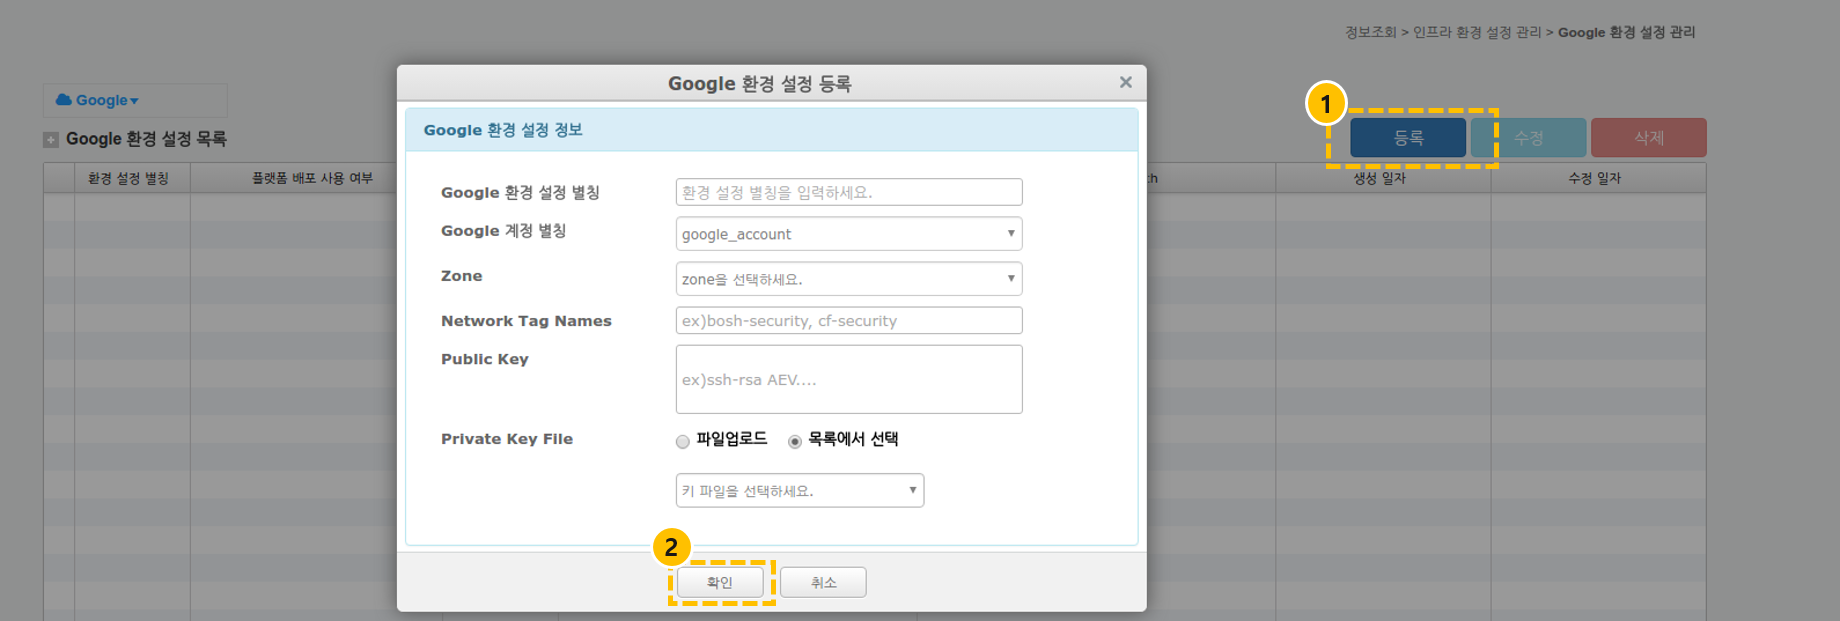 정보조회 > 인프라 환경 설정 관리 > Google 환경 설정 관리
Google
Google 환경 설정 목록
1
등록
수정
삭제
환경 설정 별칭
플랫폼 배포 사용 여부
th
생성 일자
수정 일자
Google 환경 설정 등록
×
Google 환경 설정 정보
Google 환경 설정 별칭
환경 설정 별칭을 입력하세요.
Google 계정 별칭
google_account
Zone
zone을 선택하세요.
Network Tag Names
ex)bosh-security, cf-security
Public Key
ex)ssh-rsa AEV....
Private Key File
파일업로드
목록에서 선택
키 파일을 선택하세요.
2
확인
취소